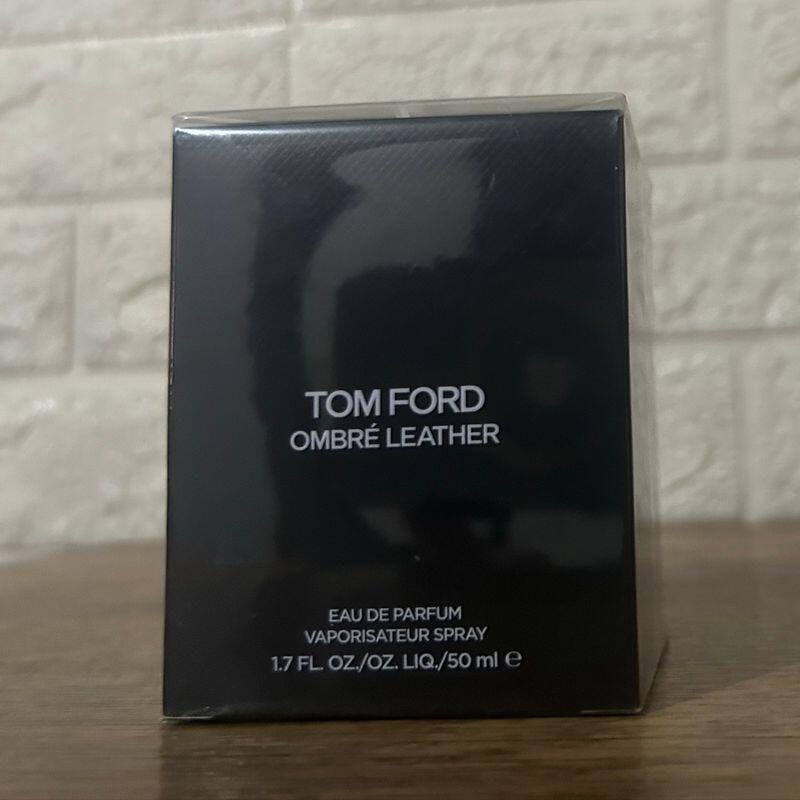 TOM FORD
OMBRÉ LEATHER
EAU DE PARFUM
VAPORISATEUR SPRAY
1.7 FL. OZ./OZ. LIQ./50 ml ℮